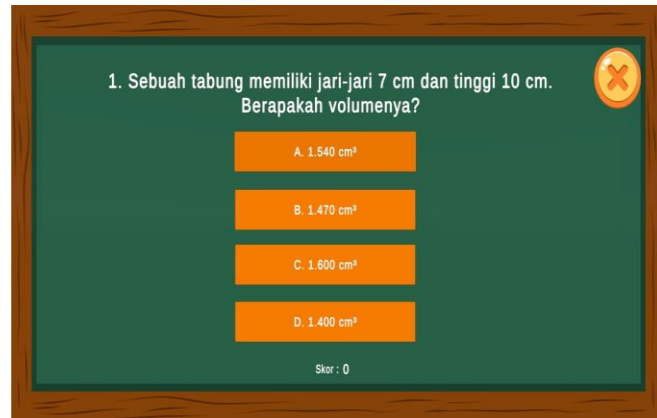 1. Sebuah tabung memiliki jari-jari 7 cm dan tinggi 10 cm.
Berapakah volumenya?
A. 1.540 cm³
B. 1.470 cm³
C. 1.600 cm³
D. 1.400 cm³
Skor : 0